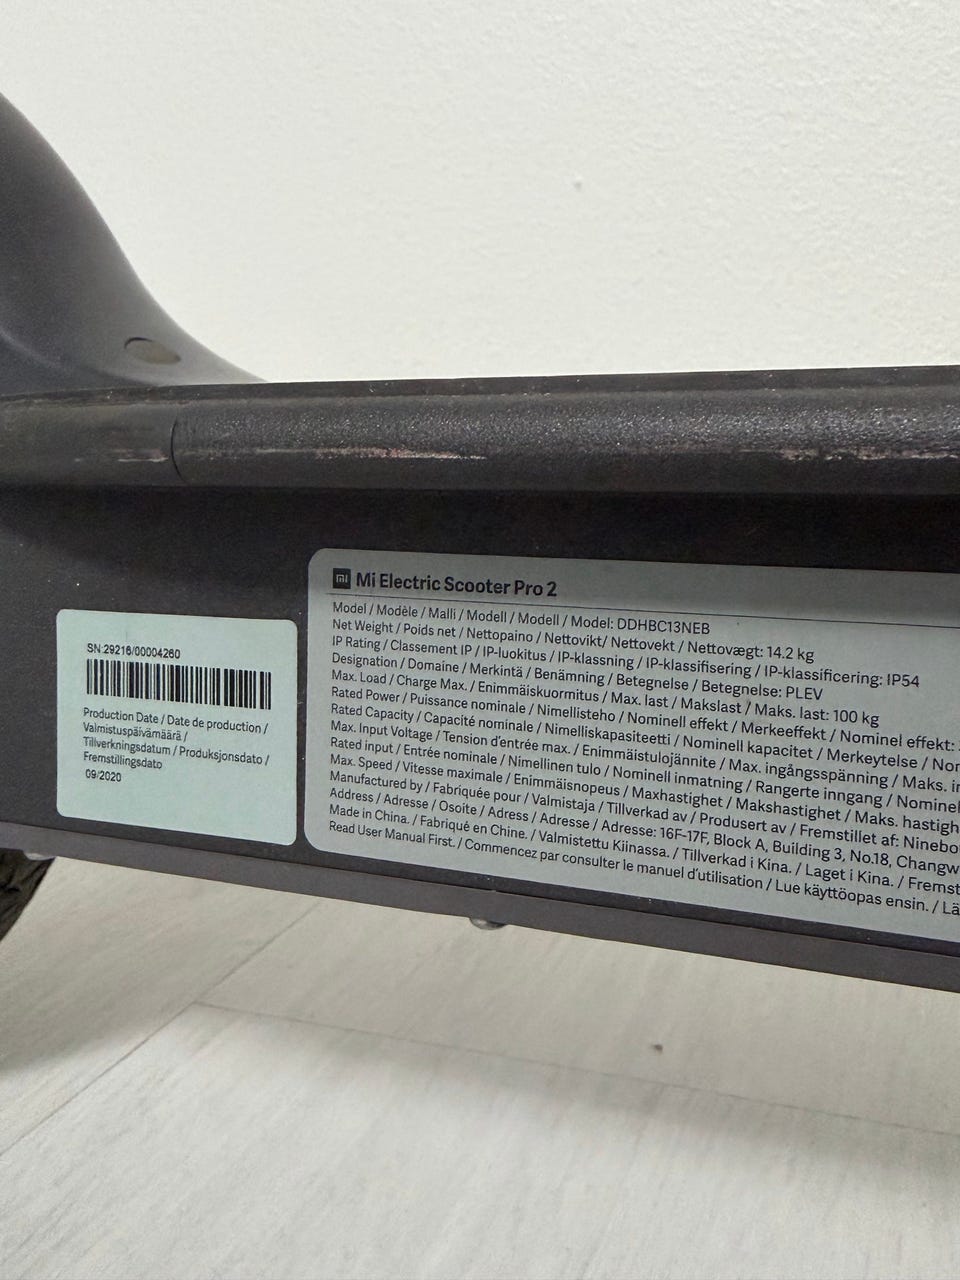 SN:29216/00004260
Production Date / Date de production /
Valmistuspäivämäärä /
Tillverkningsdatum / Produksjonsdato /
Fremstillingsdato
09/2020
mi Mi Electric Scooter Pro 2
Model / Modèle / Malli / Modell / Modell / Model: DDHBC13NEB
Net Weight / Poids net / Nettopaino / Nettovikt / Nettovekt / Nettovægt: 14.2 kg
IP Rating / Classement IP / IP-luokitus / IP-klassning / IP-klassifisering / IP-klassificering: IP54
Designation / Domaine / Merkintä / Benämning / Betegnelse / Betegnelse: PLEV
Max. Load / Charge Max. / Enimmäiskuormitus / Max. last / Makslast / Maks. last: 100 kg
Rated Power / Puissance nominale / Nimellisteho / Nominell effekt / Merkeeffekt / Nominel effekt:
Rated Capacity / Capacité nominale / Nimelliskapasiteetti / Nominell kapacitet / Merkeytelse / Nor
Max. Input Voltage / Tension d'entrée max. / Enimmäistulojännite / Max. ingångsspänning / Maks. in
Rated input / Entrée nominale / Nimellinen tulo / Nominell inmatning / Rangerte inngang / Nominel
Max. Speed / Vitesse maximale / Enimmäisnopeus / Maxhastighet / Makshastighet / Maks. hastigh
Manufactured by / Fabriquée pour / Valmistaja / Tillverkad av / Produsert av / Fremstillet af: Ninebo
Address / Adresse / Osoite / Adress / Adresse / Adresse: 16F-17F, Block A, Building 3, No.18, Changw
Made in China. / Fabriqué en Chine. / Valmistettu Kiinassa. / Tillverkad i Kina. / Laget i Kina. / Fremst
Read User Manual First. / Commencez par consulter le manuel d'utilisation / Lue käyttöopas ensin. / Lä